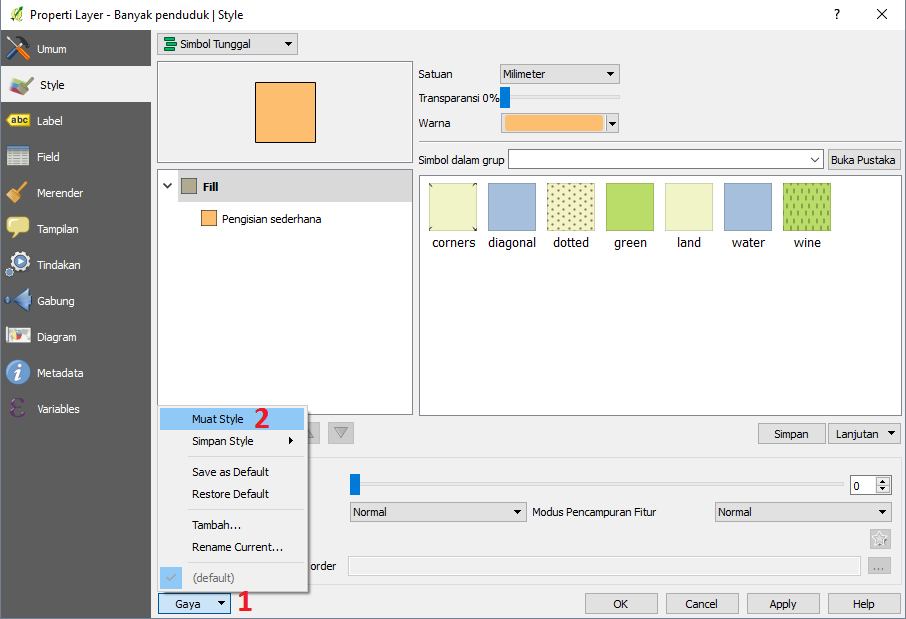 Properti Layer - Banyak penduduk | Style
?
Umum
Style
abc Label
Field
Merender
Tampilan
Tindakan
Gabung
Diagram
i Metadata
Variables
Simbol Tunggal
Satuan
Milimeter
Transparansi 0%
Warna
Simbol dalam grup
Buka Pustaka
Fill
Pengisian sederhana
corners diagonal dotted green land water wine
Simpan
Lanjutan
Muat Style 2
Simpan Style
Save as Default
Restore Default
Tambah...
Rename Current...
(default)
0
Normal
Modus Pencampuran Fitur
Normal
order
...
Gaya 1
OK
Cancel
Apply
Help